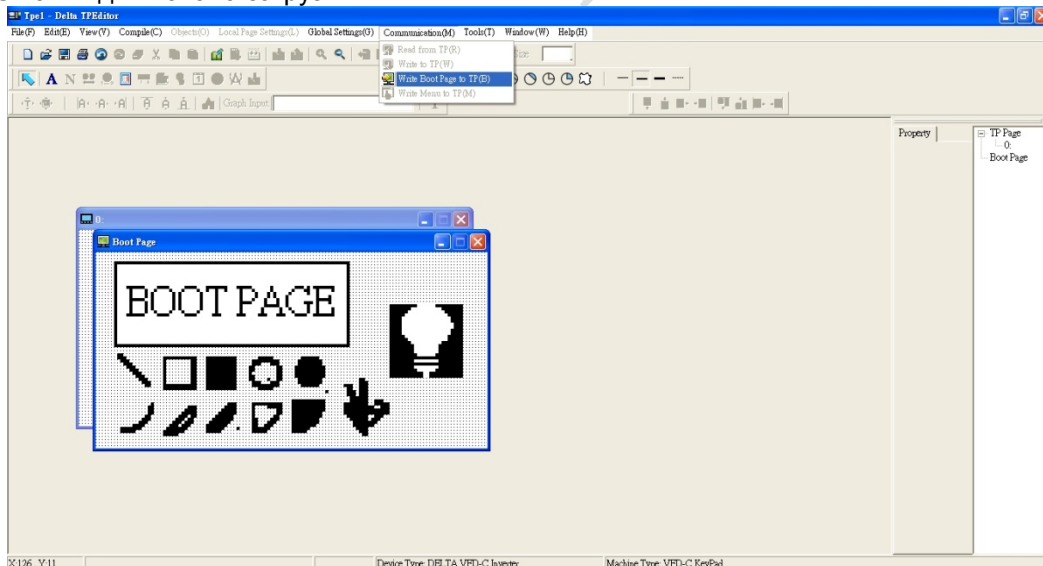 Tpe1 - Delta TPEditor
File(F) Edit(E) View(V) Compile(C) Objects(O) Local Page Settings(L) Global Settings(G) Communication(M) Tools(T) Window(W) Help(H)
Read from TP(R)
Write to TP(W)
Write Boot Page to TP(B)
Write Menu to TP(M)
Size:
Graph Input:
Property
TP Page
0:
Boot Page
0:
Boot Page
BOOT PAGE
X:126 Y:11 Device Type: DELTA VFD-C Inverter Machine Type: VFD-C KeyPad